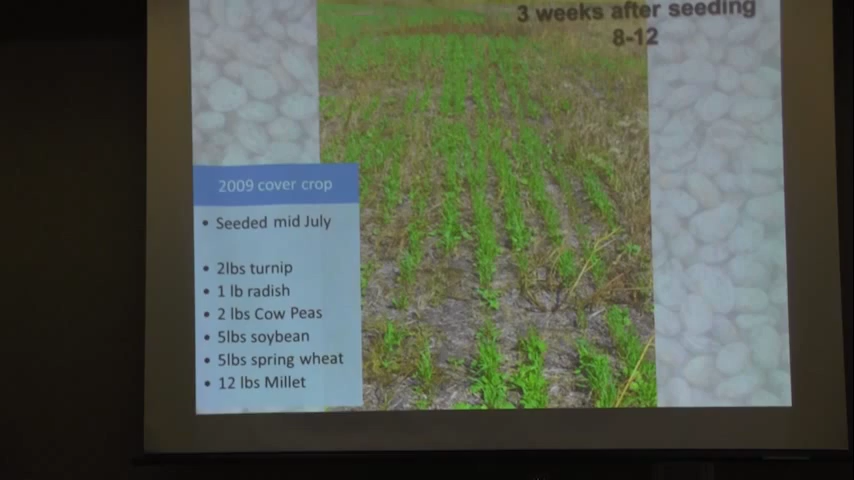 3 weeks after seeding
8-12
2009 cover crop
• Seeded mid July
• 2lbs turnip
• 1 lb radish
• 2 lbs Cow Peas
• 5lbs soybean
• 5lbs spring wheat
• 12 lbs Millet